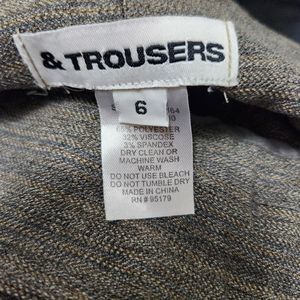 & TROUSERS
6
65% POLYESTER
32% VISCOSE
3% SPANDEX
DRY CLEAN OR
MACHINE WASH
WARM
DO NOT USE BLEACH
DO NOT TUMBLE DRY
MADE IN CHINA
RN # 95179